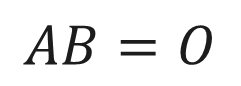 AB = O